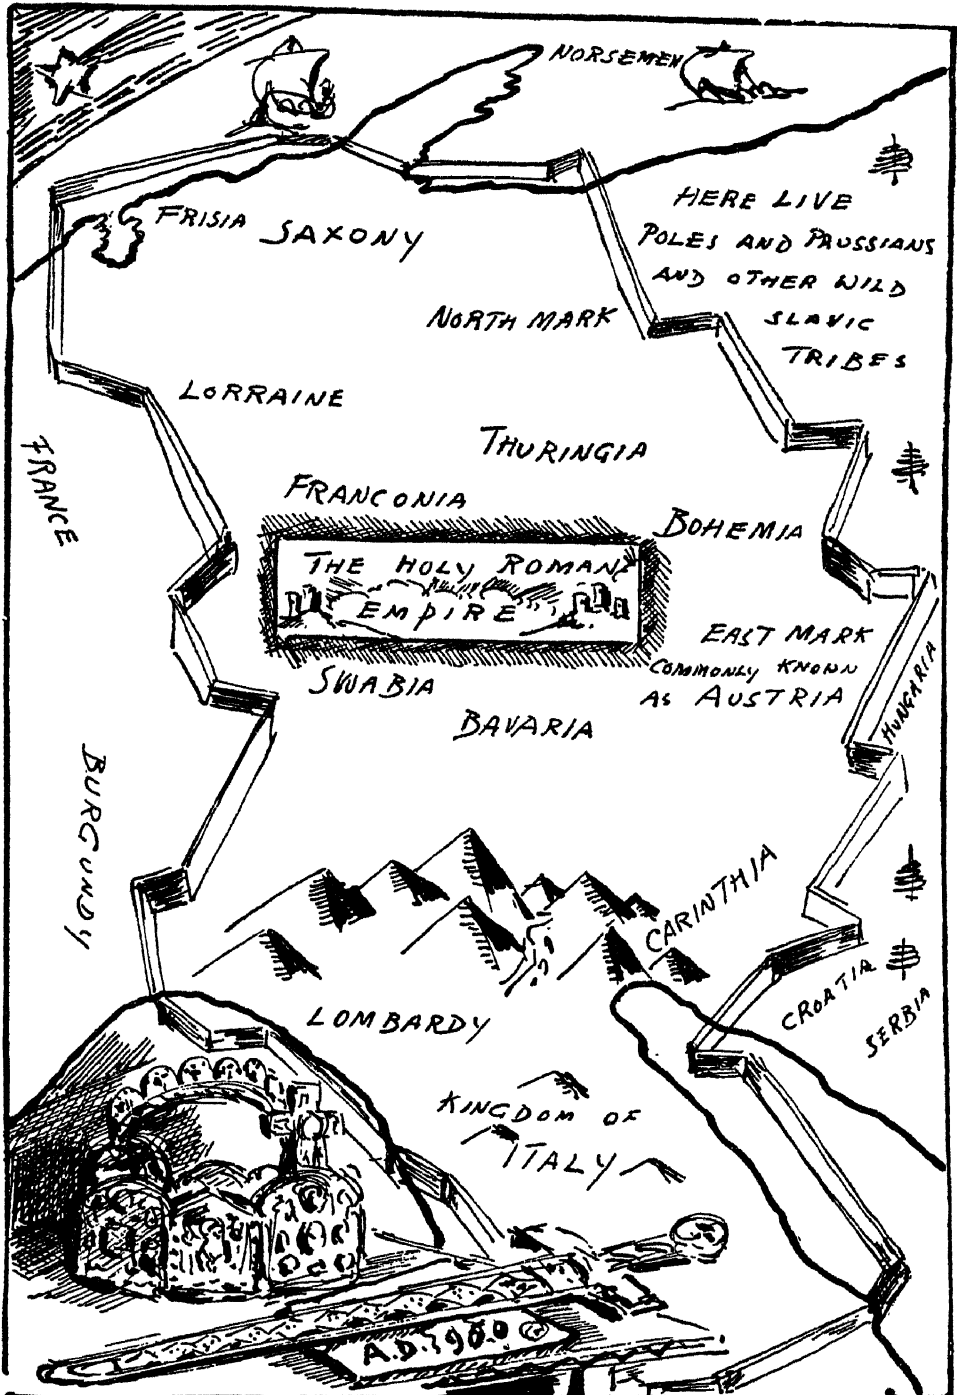 NORSEMEN
HERE LIVE
POLES AND PRUSSIANS
AND OTHER WILD
SLAVIC
TRIBES
FRISIA
SAXONY
NORTH MARK
LORRAINE
THURINGIA
FRANCE
FRANCONIA
BOHEMIA
THE HOLY ROMAN
EMPIRE
EAST MARK
COMMONLY KNOWN
AS AUSTRIA
HUNGARIA
SWABIA
BAVARIA
BURGUNDY
CARINTHIA
CROATIA
SERBIA
LOMBARDY
KINGDOM OF
ITALY
A.D. 960.